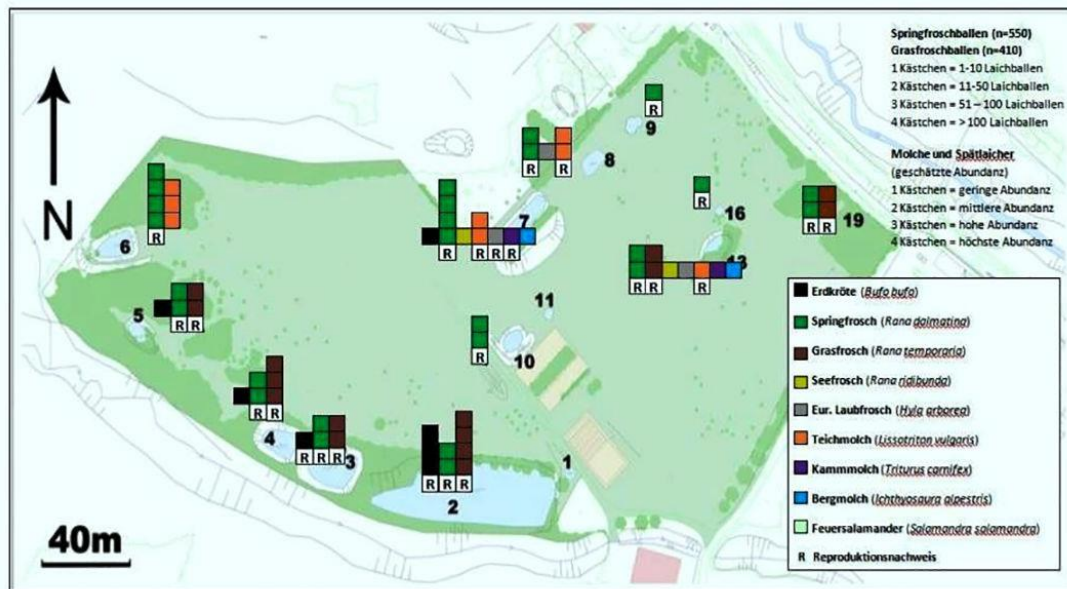 Springfroschballen (n=550)
Grasfroschballen (n=410)
1 Kästchen = 1-10 Laichballen
2 Kästchen = 11-50 Laichballen
3 Kästchen = 51 – 100 Laichballen
4 Kästchen = > 100 Laichballen
Molche und Spätlaicher
(geschätzte Abundanz)
1 Kästchen = geringe Abundanz
2 Kästchen = mittlere Abundanz
3 Kästchen = hohe Abundanz
4 Kästchen = höchste Abundanz
N
R
9
R R
8
R
16
R R
19
R
6
R R R
7
R R R
13
5
R R
11
R
10
R R
4
R R R
3
R R R
2
1
40m
Erdkröte (Bufo bufo)
Springfrosch (Rana dalmatina)
Grasfrosch (Rana temporaria)
Seefrosch (Rana ridibunda)
Eur. Laubfrosch (Hyla arborea)
Teichmolch (Lissotriton vulgaris)
Kammmolch (Triturus carnifex)
Bergmolch (Ichthyosaura alpestris)
Feuersalamander (Salamandra salamandra)
R Reproduktionsnachweis